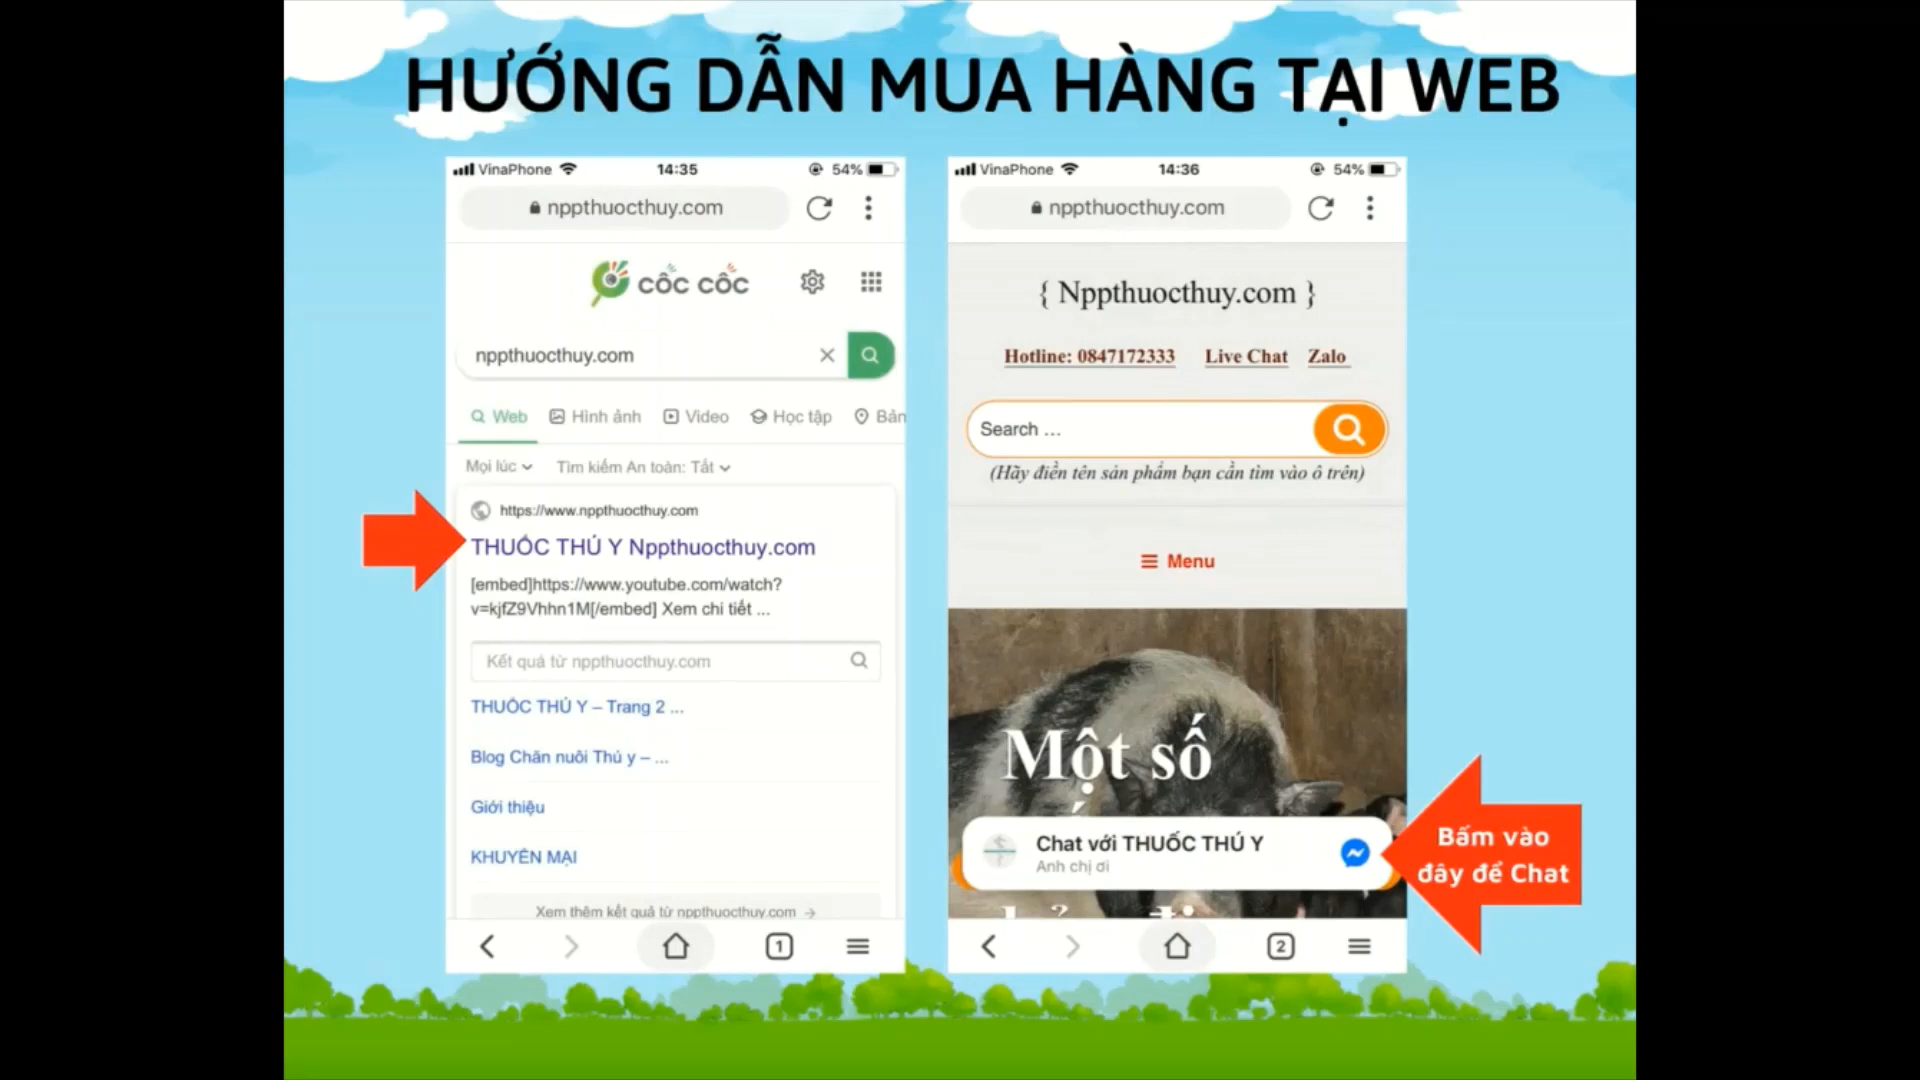 HƯỚNG DẪN MUA HÀNG TẠI WEB
VinaPhone 14:35 54%
nppthuocthuy.com
cốc cốc
nppthuocthuy.com
Web Hình ảnh Video Học tập Bản
Mọi lúc Tìm kiếm An toàn: Tắt
https://www.nppthuocthuy.com
THUỐC THÚ Y Nppthuocthuy.com
[embed]https://www.youtube.com/watch?
v=kjfZ9Vhhn1M[/embed] Xem chi tiết ...
Kết quả từ nppthuocthuy.com
THUỐC THÚ Y – Trang 2 ...
Blog Chăn nuôi Thú y – ...
Giới thiệu
KHUYẾN MẠI
Xem thêm kết quả từ nppthuocthuy.com →
1
VinaPhone 14:36 54%
nppthuocthuy.com
{ Nppthuocthuy.com }
Hotline: 0847172333 Live Chat Zalo
Search ...
(Hãy điền tên sản phẩm bạn cần tìm vào ô trên)
Menu
Một số
Chat với THUỐC THÚ Y
Anh chị ơi
2
Bấm vào
đây để Chat